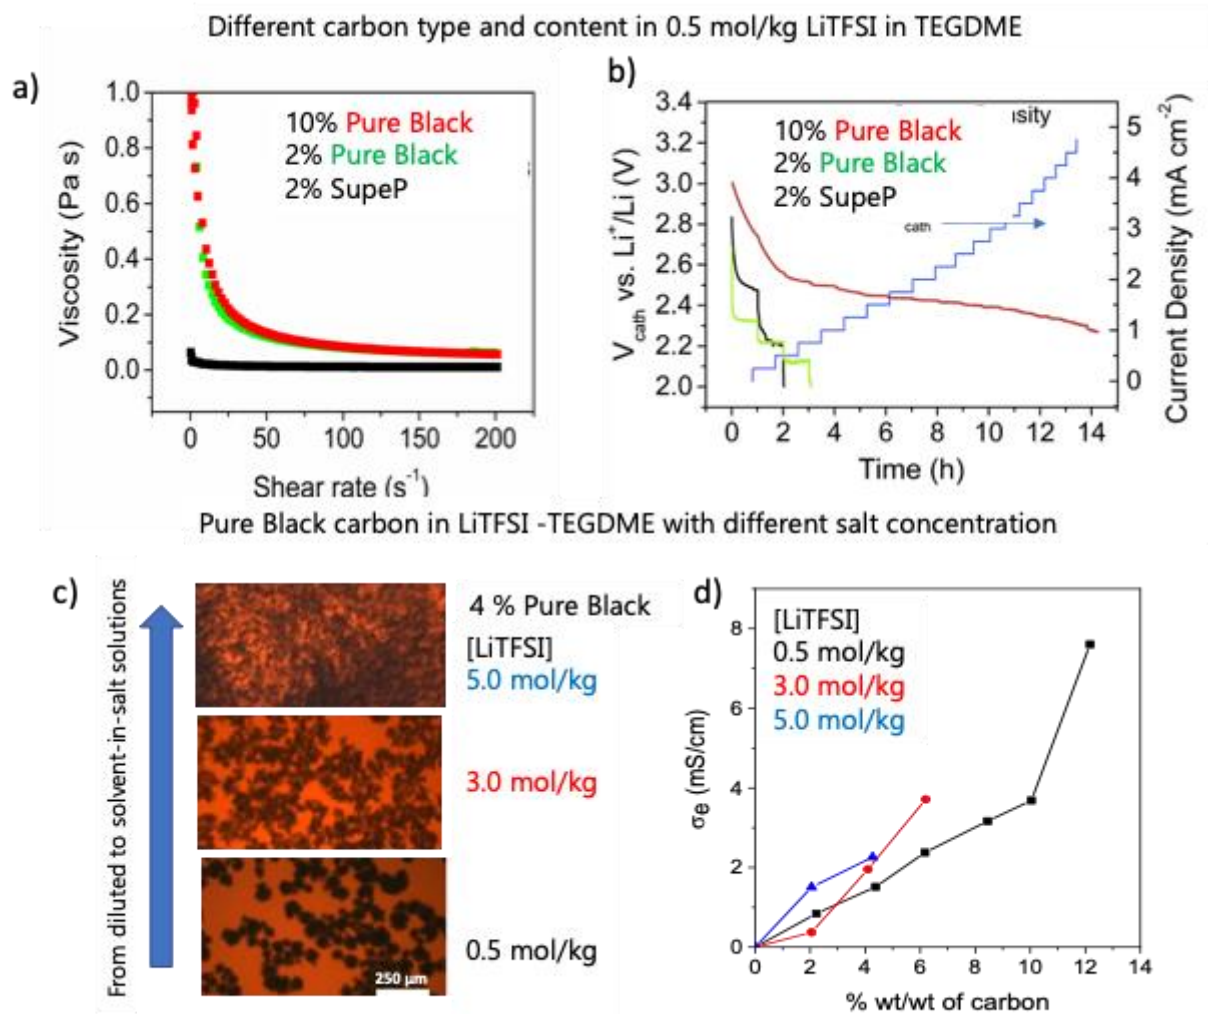 Different carbon type and content in 0.5 mol/kg LiTFSI in TEGDME
a)
1.0
0.8
0.6
0.4
0.2
0.0
Viscosity (Pa s)
10% Pure Black
2% Pure Black
2% SupeP
0
50
100
150
200
Shear rate (s⁻¹)
b)
3.4
3.2
3.0
2.8
2.6
2.4
2.2
2.0
V_cath vs. Li⁺/Li (V)
10% Pure Black
2% Pure Black
2% SupeP
sity
cath
5
4
3
2
1
0
Current Density (mA cm⁻²)
0
2
4
6
8
10
12
14
Time (h)
Pure Black carbon in LiTFSI -TEGDME with different salt concentration
c)
From diluted to solvent-in-salt solutions
4 % Pure Black
[LiTFSI]
5.0 mol/kg
3.0 mol/kg
0.5 mol/kg
250 μm
d)
8
6
4
2
0
σe (mS/cm)
[LiTFSI]
0.5 mol/kg
3.0 mol/kg
5.0 mol/kg
0
2
4
6
8
10
12
14
% wt/wt of carbon